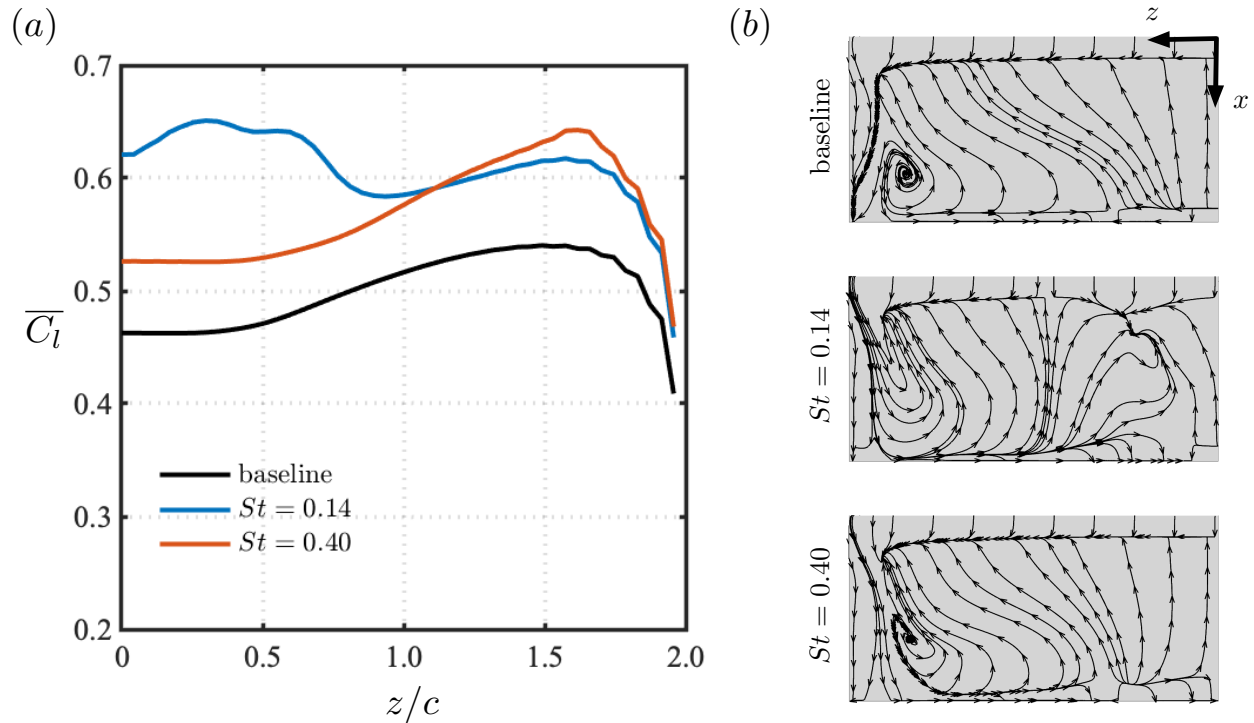 (a)
0.7
0.6
0.5
0.4
0.3
0.2
$\overline{C_l}$
baseline
St = 0.14
St = 0.40
0
0.5
1.0
1.5
2.0
z/c
(b)
z
x
baseline
St = 0.14
St = 0.40